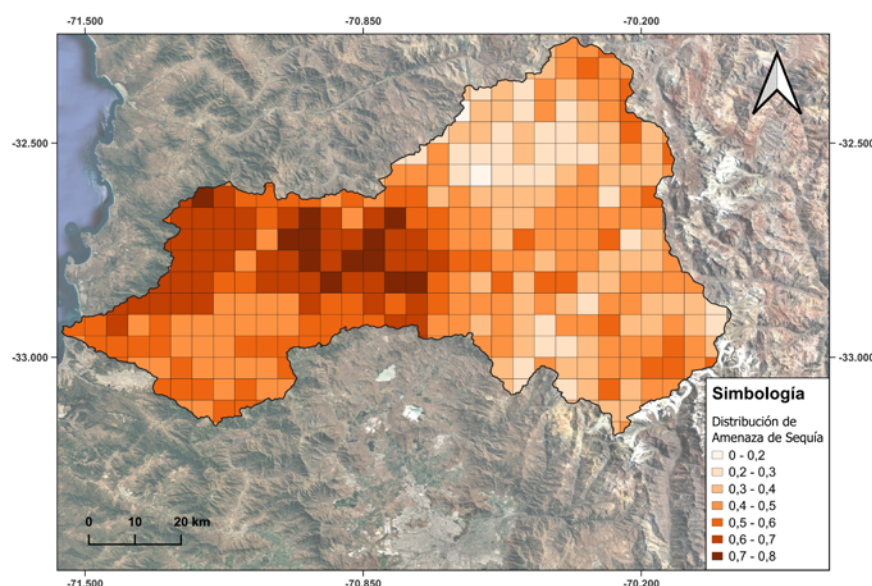 -71.500 -70.850 -70.200
-32.500 -32.500
-33.000 -33.000
Simbología
Distribución de
Amenaza de Sequía
0 - 0,2
0,2 - 0,3
0,3 - 0,4
0,4 - 0,5
0,5 - 0,6
0,6 - 0,7
0,7 - 0,8
0 10 20 km
-71.500 -70.850 -70.200